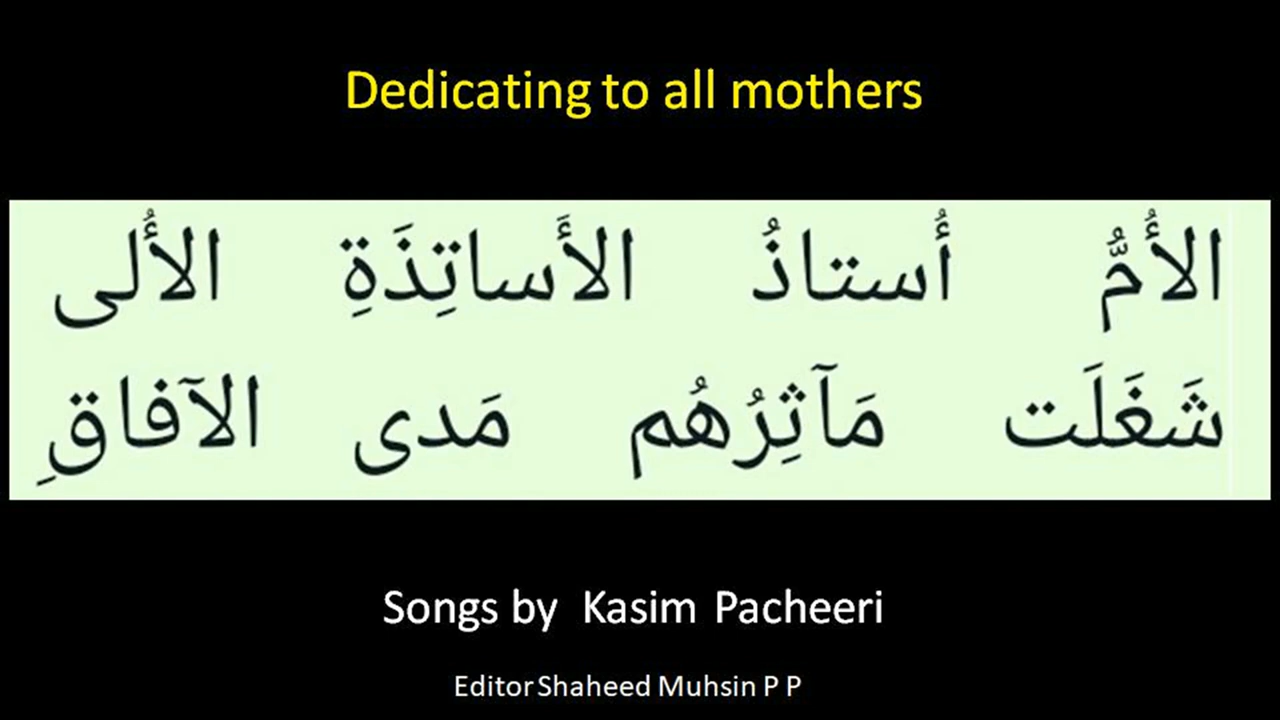 Dedicating to all mothers
الأُمُّ أُستاذُ الأَساتِذَةِ الأُلى
شَغَلَت مَآثِرُهُم مَدى الآفاقِ
Songs by Kasim Pacheeri
Editor Shaheed Muhsin P P